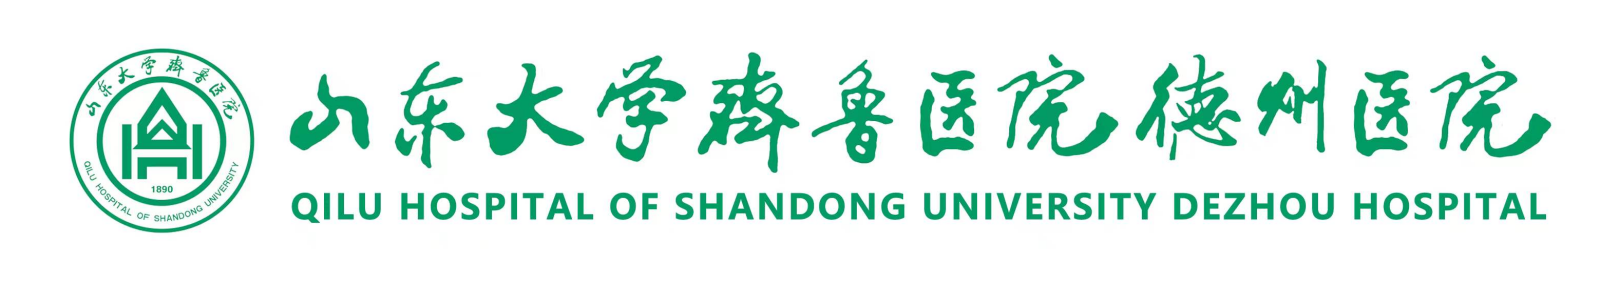 山东大学齐鲁医院
1890
QILU HOSPITAL OF SHANDONG UNIVERSITY
山东大学齐鲁医院德州医院
QILU HOSPITAL OF SHANDONG UNIVERSITY DEZHOU HOSPITAL